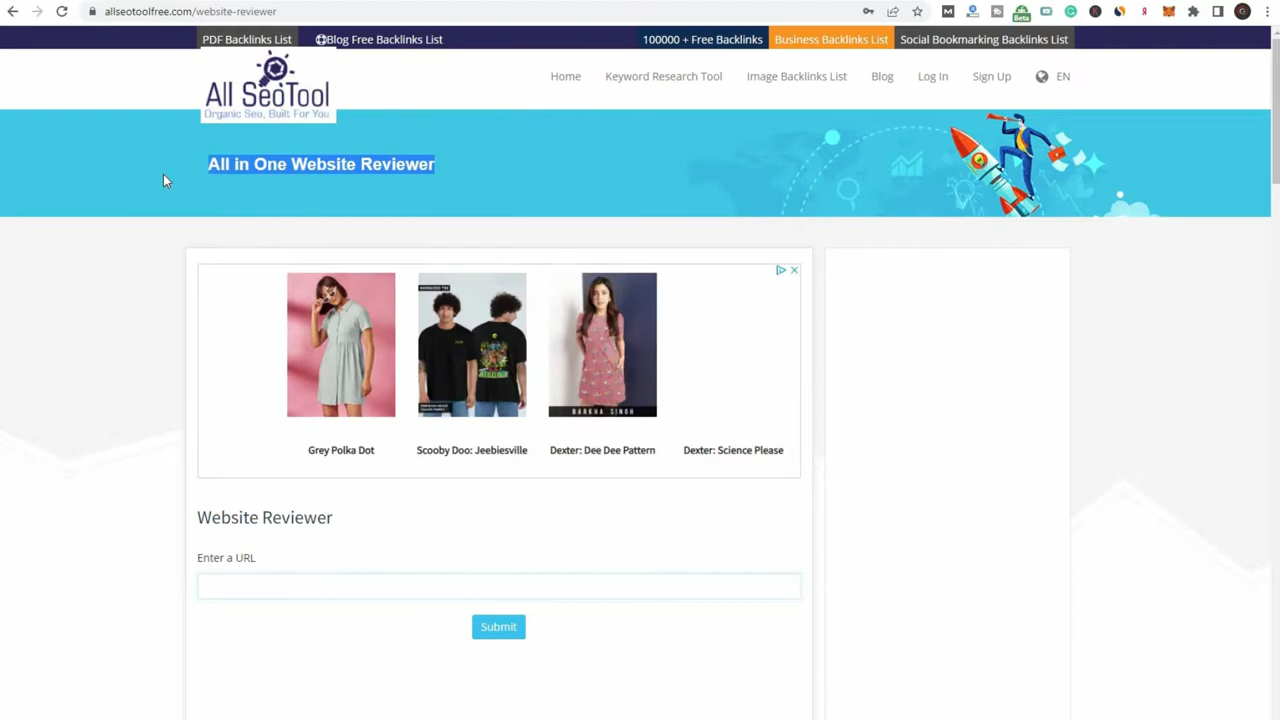 allseotoolfree.com/website-reviewer
Beta
G
PDF Backlinks List
Blog Free Backlinks List
100000 + Free Backlinks
Business Backlinks List
Social Bookmarking Backlinks List
All SeoTool
Organic Seo, Built For You
Home
Keyword Research Tool
Image Backlinks List
Blog
Log In
Sign Up
EN
All in One Website Reviewer
BARKHA SINGH
Grey Polka Dot
Scooby Doo: Jeebiesville
Dexter: Dee Dee Pattern
Dexter: Science Please
Website Reviewer
Enter a URL
Submit